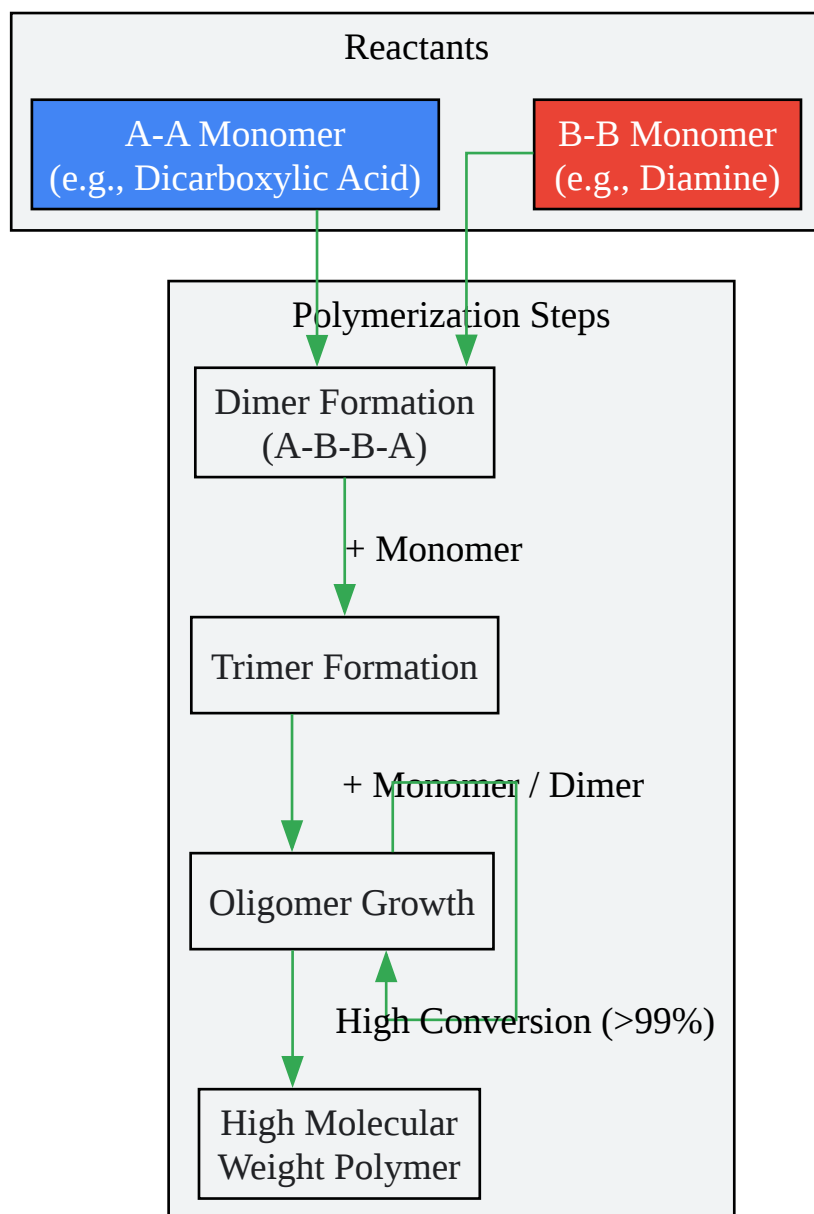 Reactants
A-A Monomer
(e.g., Dicarboxylic Acid)
B-B Monomer
(e.g., Diamine)
Polymerization Steps
Dimer Formation
(A-B-B-A)
+ Monomer
Trimer Formation
+ Monomer / Dimer
Oligomer Growth
High Conversion (>99%)
High Molecular
Weight Polymer